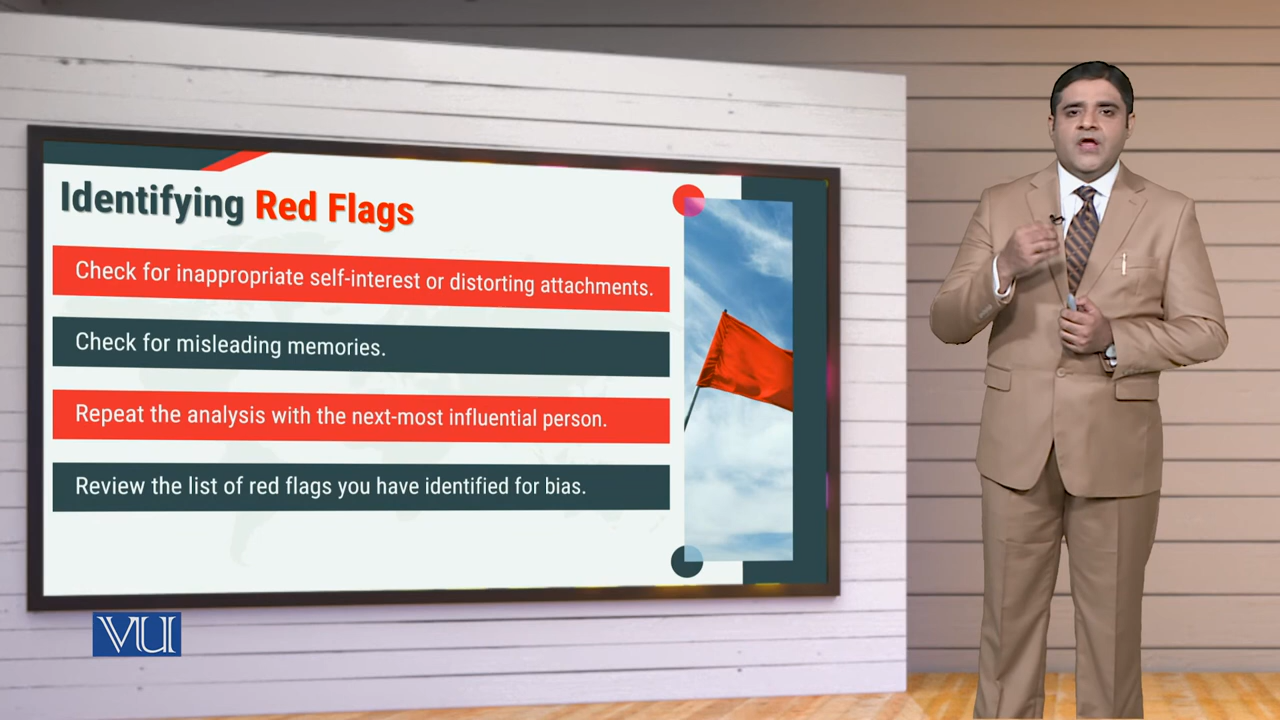 Identifying Red Flags
Check for inappropriate self-interest or distorting attachments.
Check for misleading memories.
Repeat the analysis with the next-most influential person.
Review the list of red flags you have identified for bias.
VU